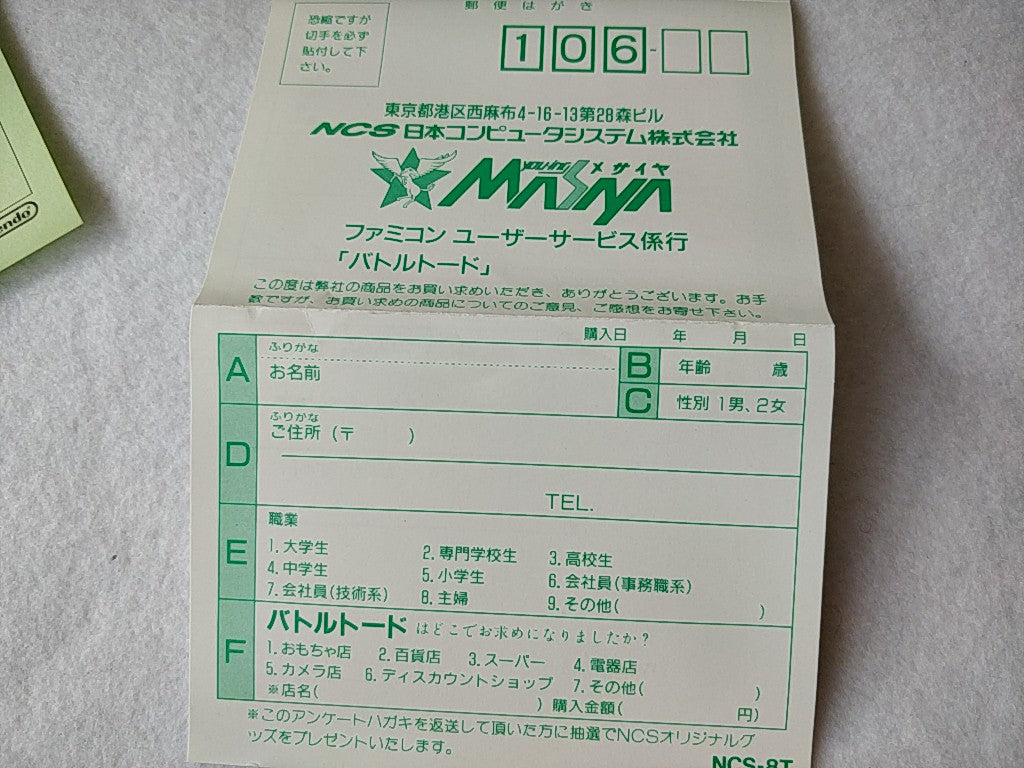 郵便はがき
恐縮ですが
切手を必ず
貼付して下
さい。
106-
東京都港区西麻布4-16-13第28森ビル
NCS 日本コンピュータシステム株式会社
MASAYA メサイヤ
ファミコン ユーザーサービス係行
「バトルトード」
この度は弊社の商品をお買い求めいただき、ありがとうございます。お手
数ですが、お買い求めの商品についてのご意見、ご感想をお寄せ下さい。
購入日 年 月 日
A ふりがな
お名前
B 年齢 歳
C 性別 1男、2女
D ふりがな
ご住所 (〒 )
TEL.
E 職業
1. 大学生 2. 専門学校生 3. 高校生
4. 中学生 5. 小学生 6. 会社員(事務職系)
7. 会社員(技術系) 8. 主婦 9. その他( )
F バトルトードはどこでお求めになりましたか?
1. おもちゃ店 2. 百貨店 3. スーパー 4. 電器店
5. カメラ店 6. ディスカウントショップ 7. その他( )
※店名( ) 購入金額( 円)
※このアンケートハガキを返送して頂いた方に抽選でNCSオリジナルグ
ッズをプレゼントいたします。
NCS-8T